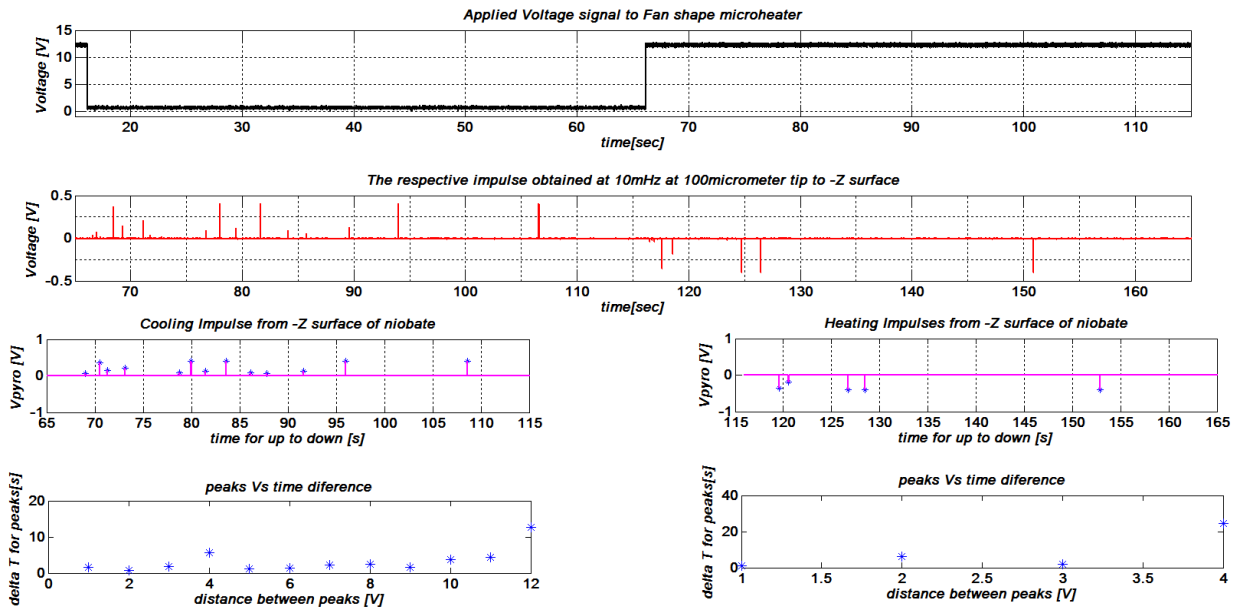 Applied Voltage signal to Fan shape microheater
Voltage [V]
15
10
5
0
20 30 40 50 60 70 80 90 100 110
time[sec]
The respective impulse obtained at 10mHz at 100micrometer tip to -Z surface
Voltage [V]
0.5
0
-0.5
70 80 90 100 110 120 130 140 150 160
time[sec]
Cooling Impulse from -Z surface of niobate
Vpyro [V]
1
0
-1
65 70 75 80 85 90 95 100 105 110 115
time for up to down [s]
Heating Impulses from -Z surface of niobate
Vpyro [V]
1
0
-1
115 120 125 130 135 140 145 150 155 160 165
time for up to down [s]
peaks Vs time diference
delta T for peaks[s]
20
10
0
0 2 4 6 8 10 12
distance between peaks [V]
peaks Vs time diference
delta T for peaks[s]
40
20
0
1 1.5 2 2.5 3 3.5 4
distance between peaks [V]